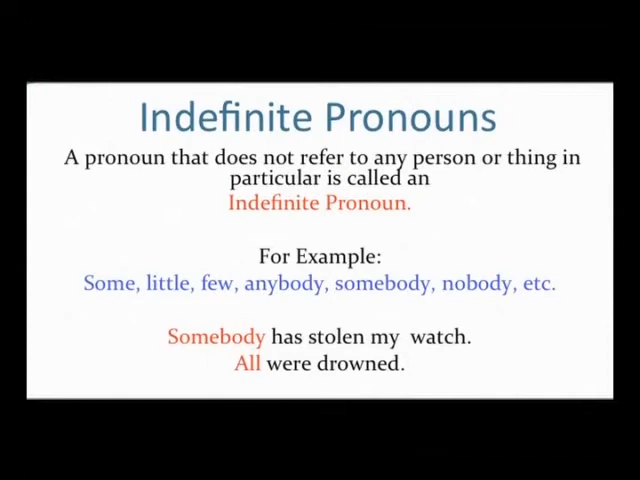 Indefinite Pronouns
A pronoun that does not refer to any person or thing in
particular is called an
Indefinite Pronoun.
For Example:
Some, little, few, anybody, somebody, nobody, etc.
Somebody has stolen my watch.
All were drowned.